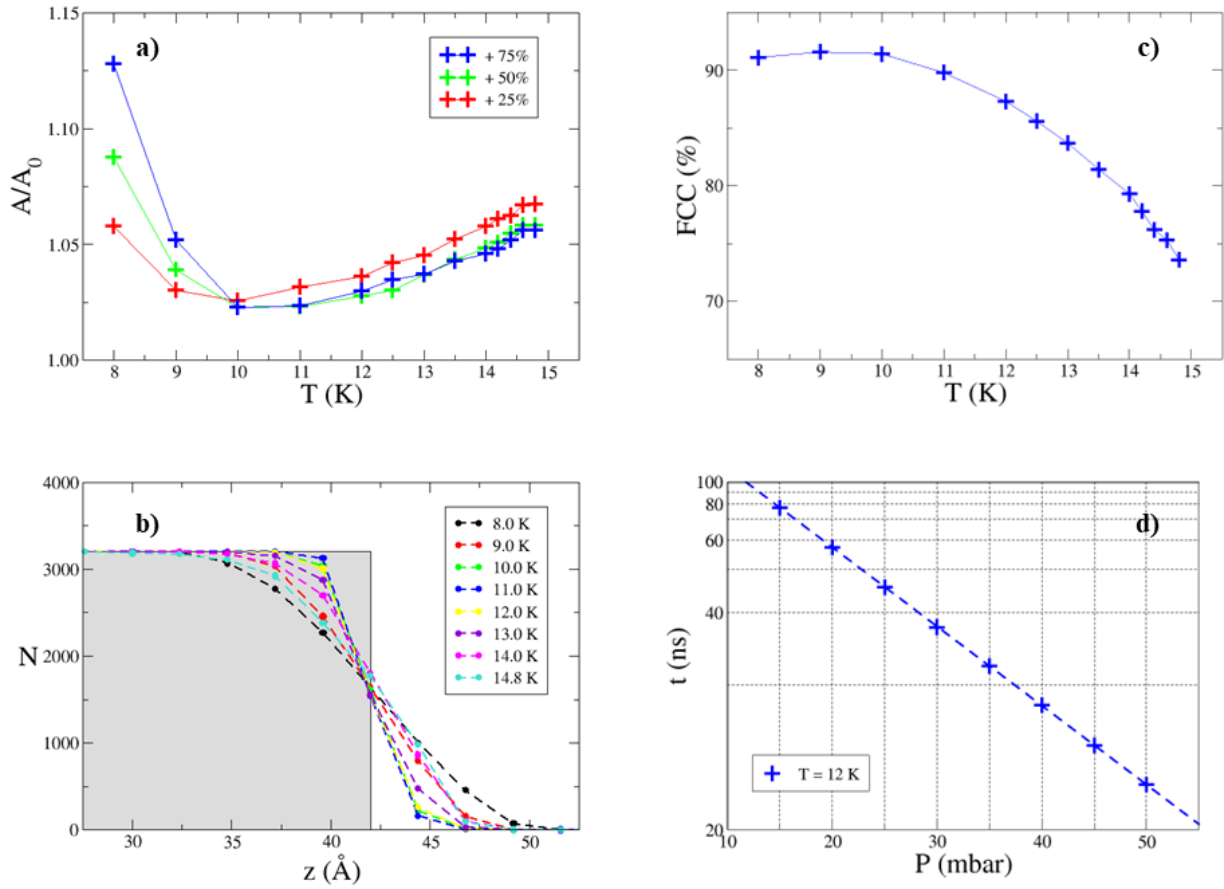 a)
A/A0
1.15
1.10
1.05
1.00
8 9 10 11 12 13 14 15
T (K)
+ 75%
+ 50%
+ 25%
c)
FCC (%)
90
80
70
8 9 10 11 12 13 14 15
T (K)
b)
N
4000
3000
2000
1000
0
30 35 40 45 50
z (Å)
8.0 K
9.0 K
10.0 K
11.0 K
12.0 K
13.0 K
14.0 K
14.8 K
d)
t (ns)
100
80
60
40
20
10 20 30 40 50
P (mbar)
T = 12 K